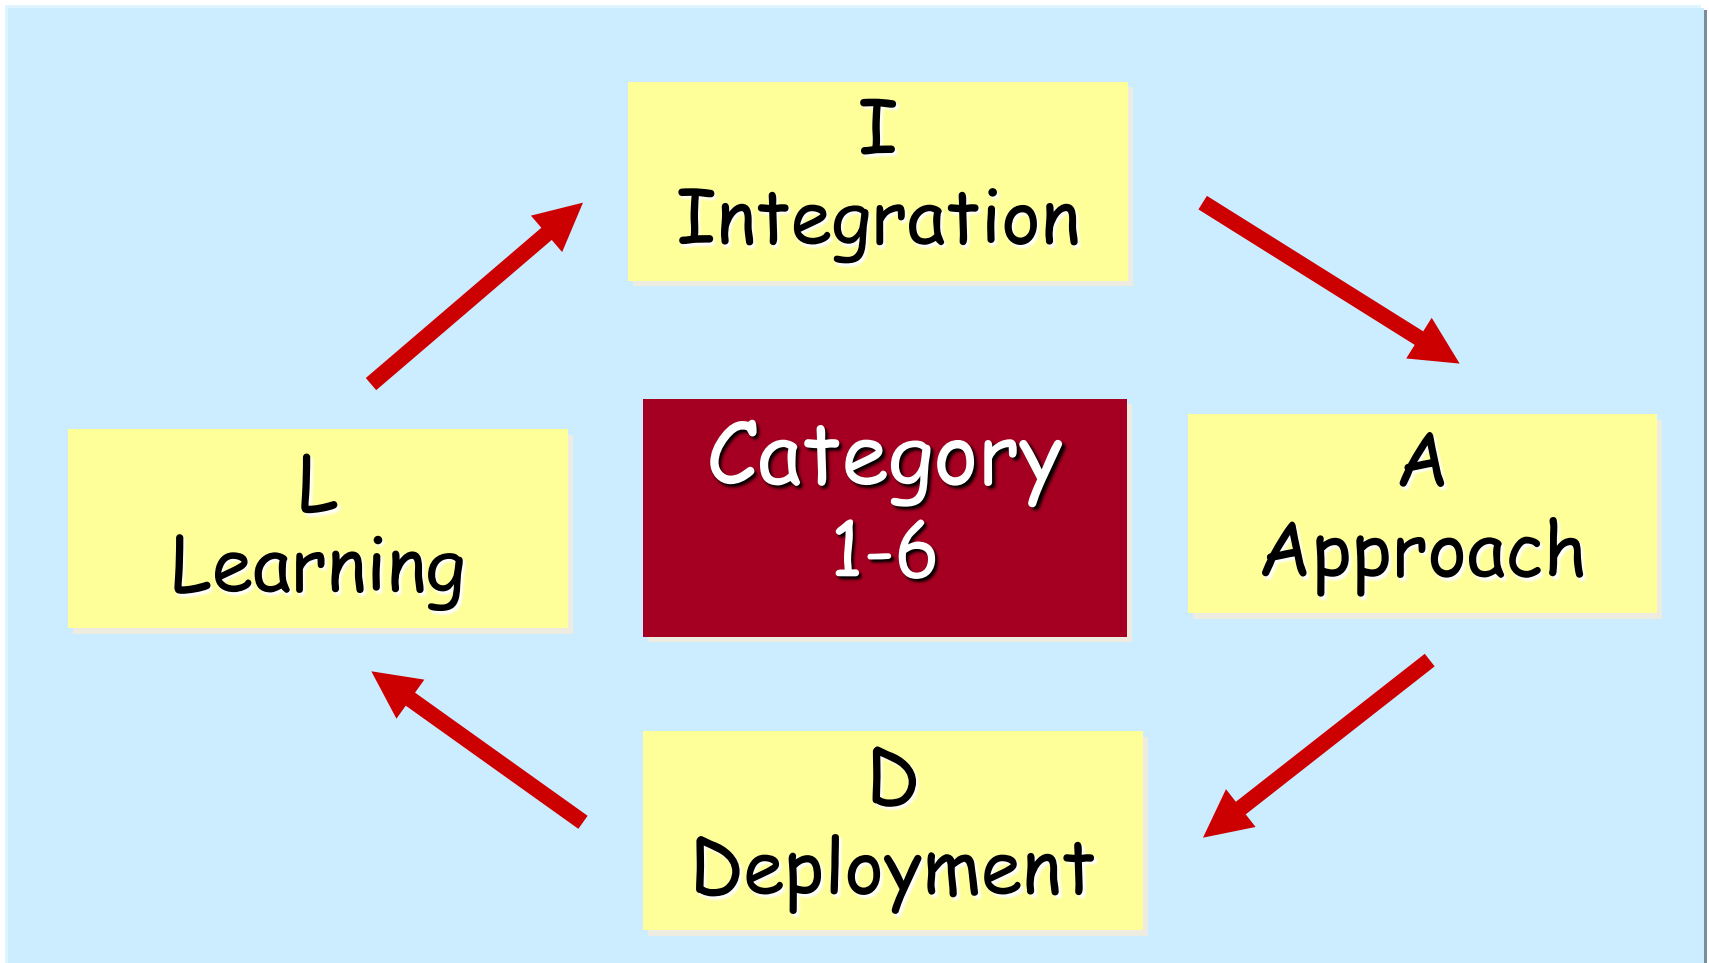 I
Integration
L
Learning
Category
1-6
A
Approach
D
Deployment